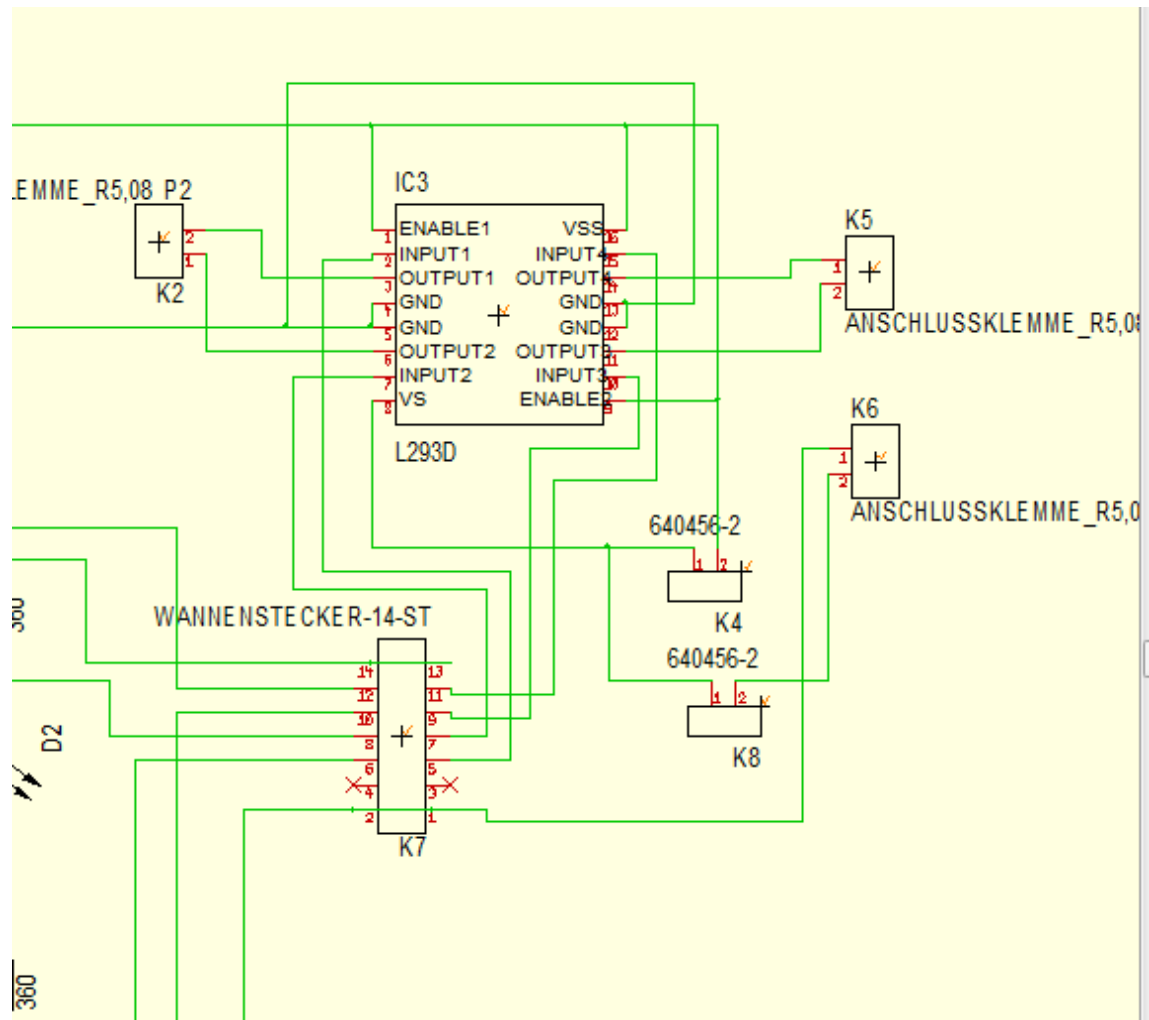 IC3
LEMME_R5,08 P2
2
1
K2
ENABLE1
INPUT1
OUTPUT1
GND
GND
OUTPUT2
INPUT2
VS
1
2
3
4
5
6
7
8
VSS
INPUT4
OUTPUT4
GND
GND
OUTPUT3
INPUT3
ENABLE2
16
15
14
13
12
11
10
9
L293D
K5
1
2
ANSCHLUSSKLEMME_R5,08
K6
1
2
ANSCHLUSSKLEMME_R5,0
640456-2
1 2
K4
640456-2
1 2
K8
360
WANNENSTECKER-14-ST
14 13
12 11
10 9
8 7
6 5
4 3
2 1
K7
D2
360